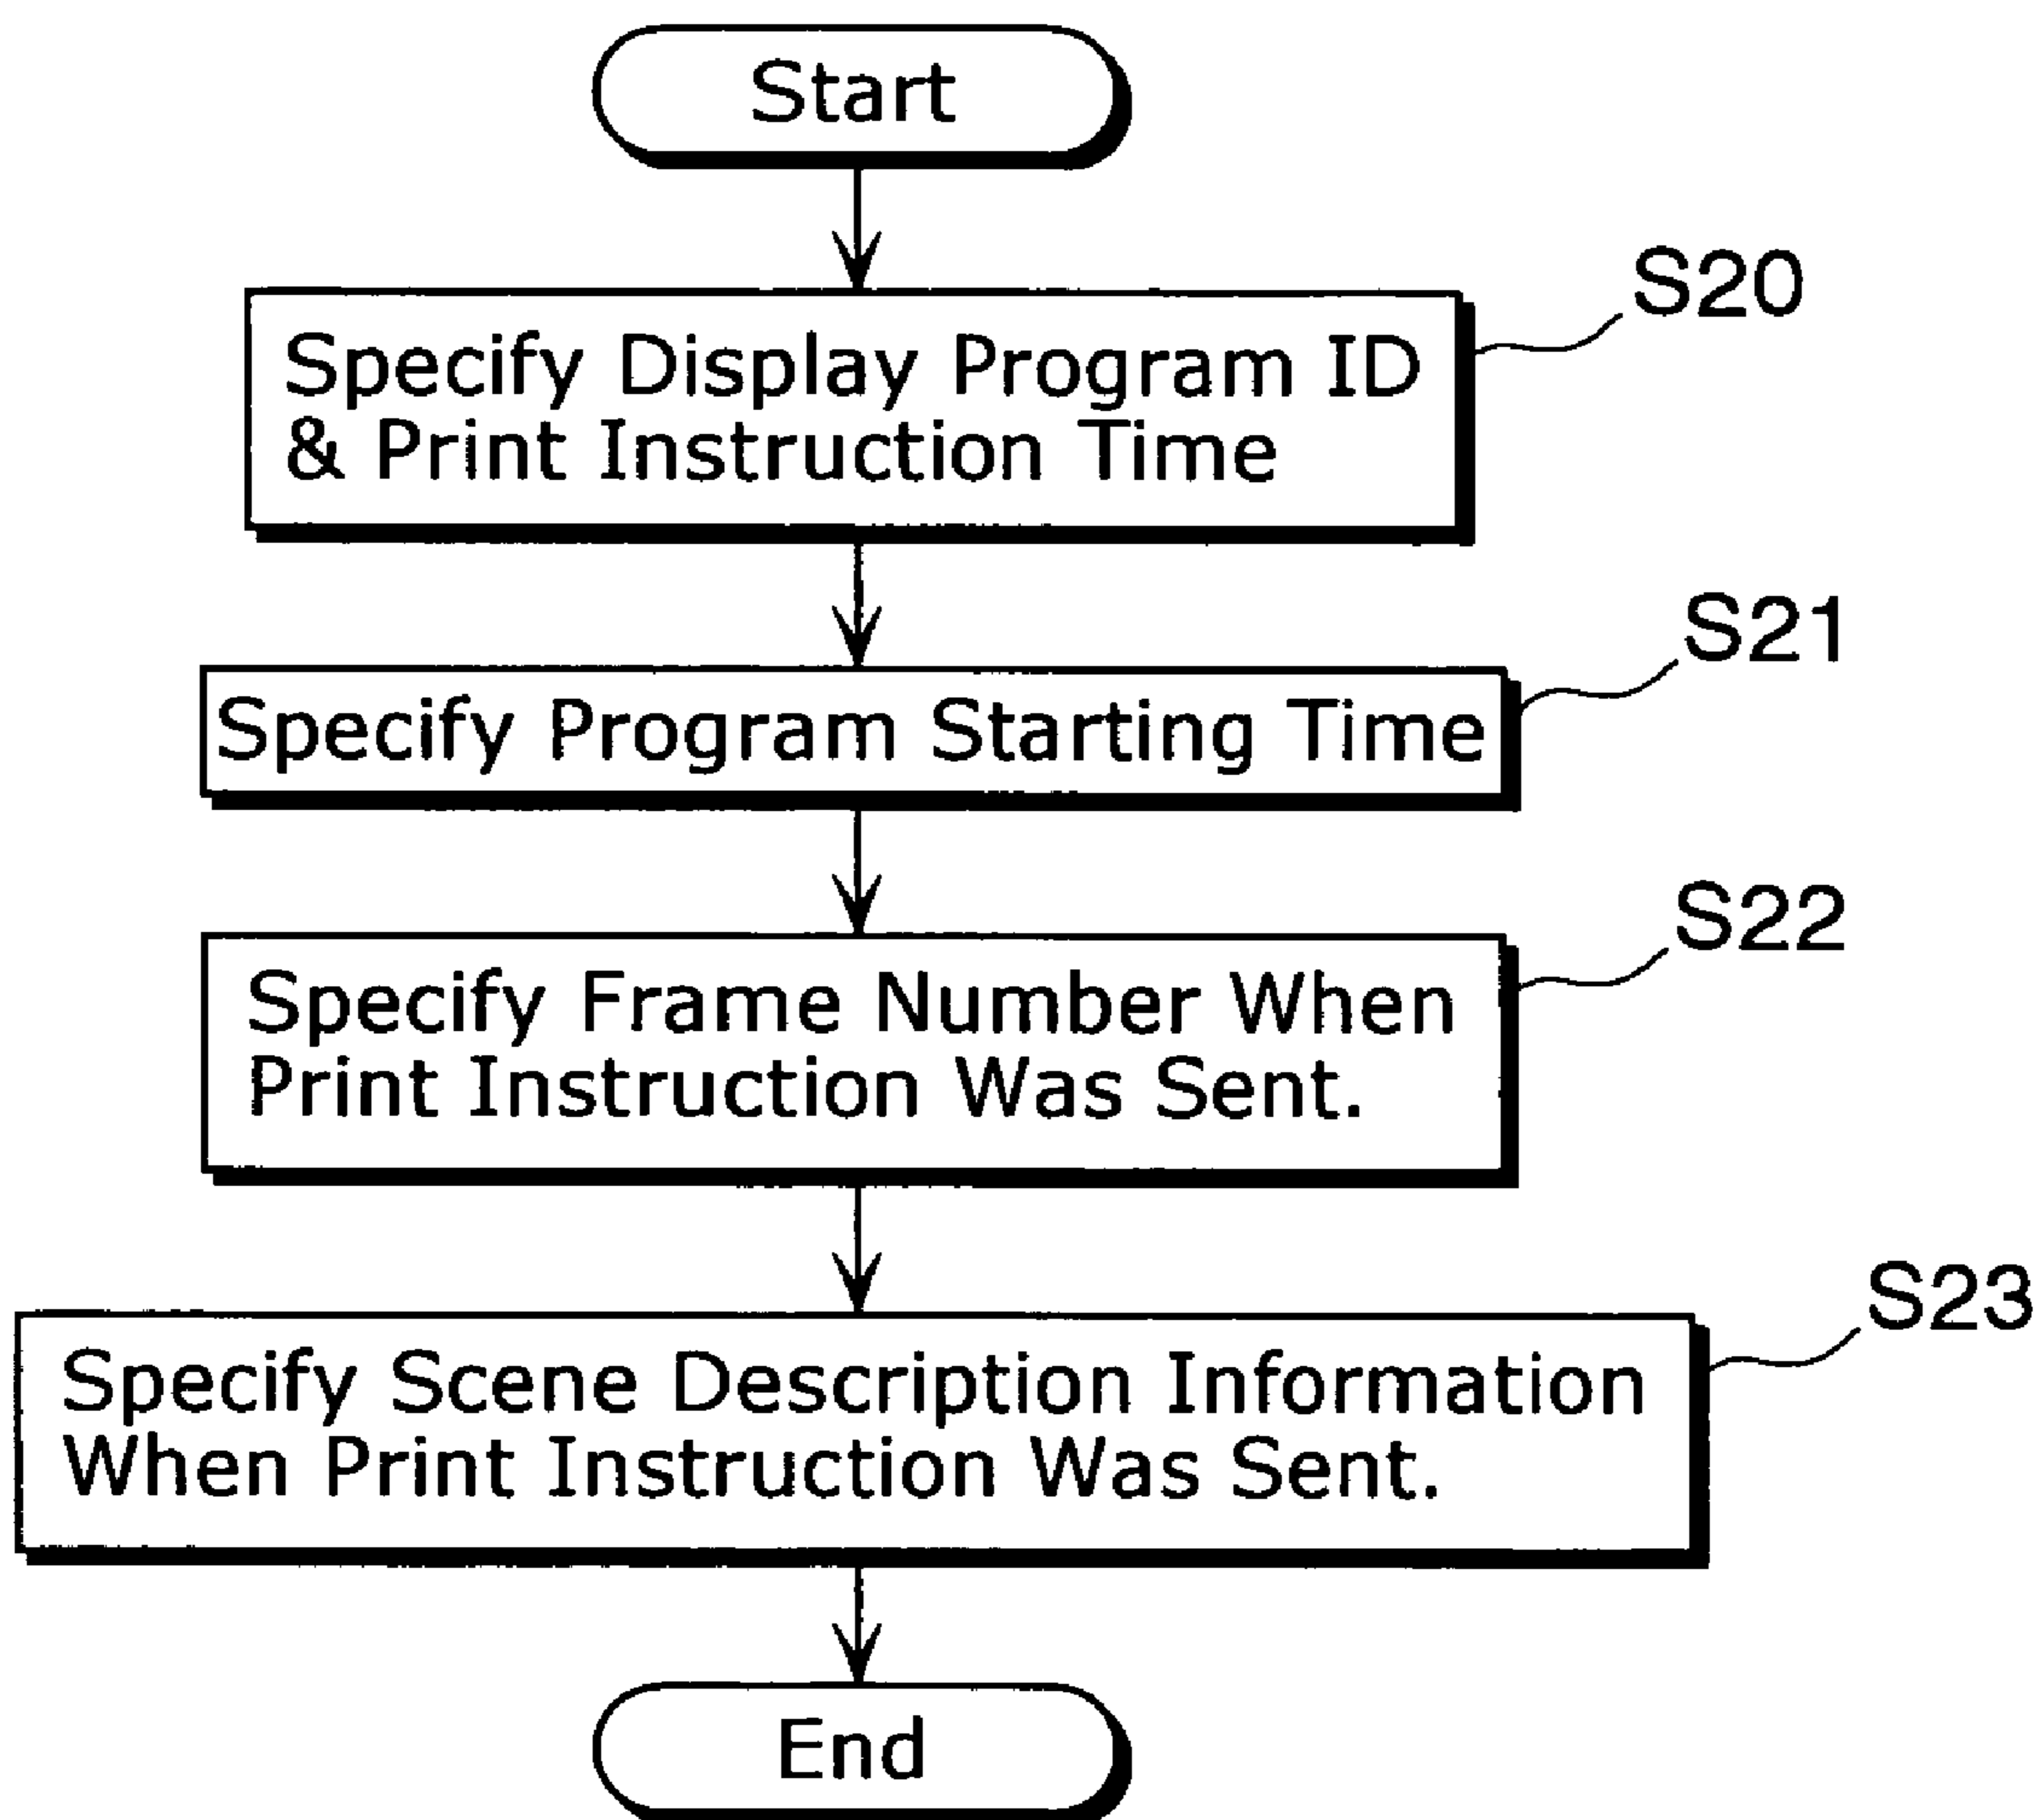 Start
S20
Specify Display Program ID
& Print Instruction Time
S21
Specify Program Starting Time
S22
Specify Frame Number When
Print Instruction Was Sent.
S23
Specify Scene Description Information
When Print Instruction Was Sent.
End